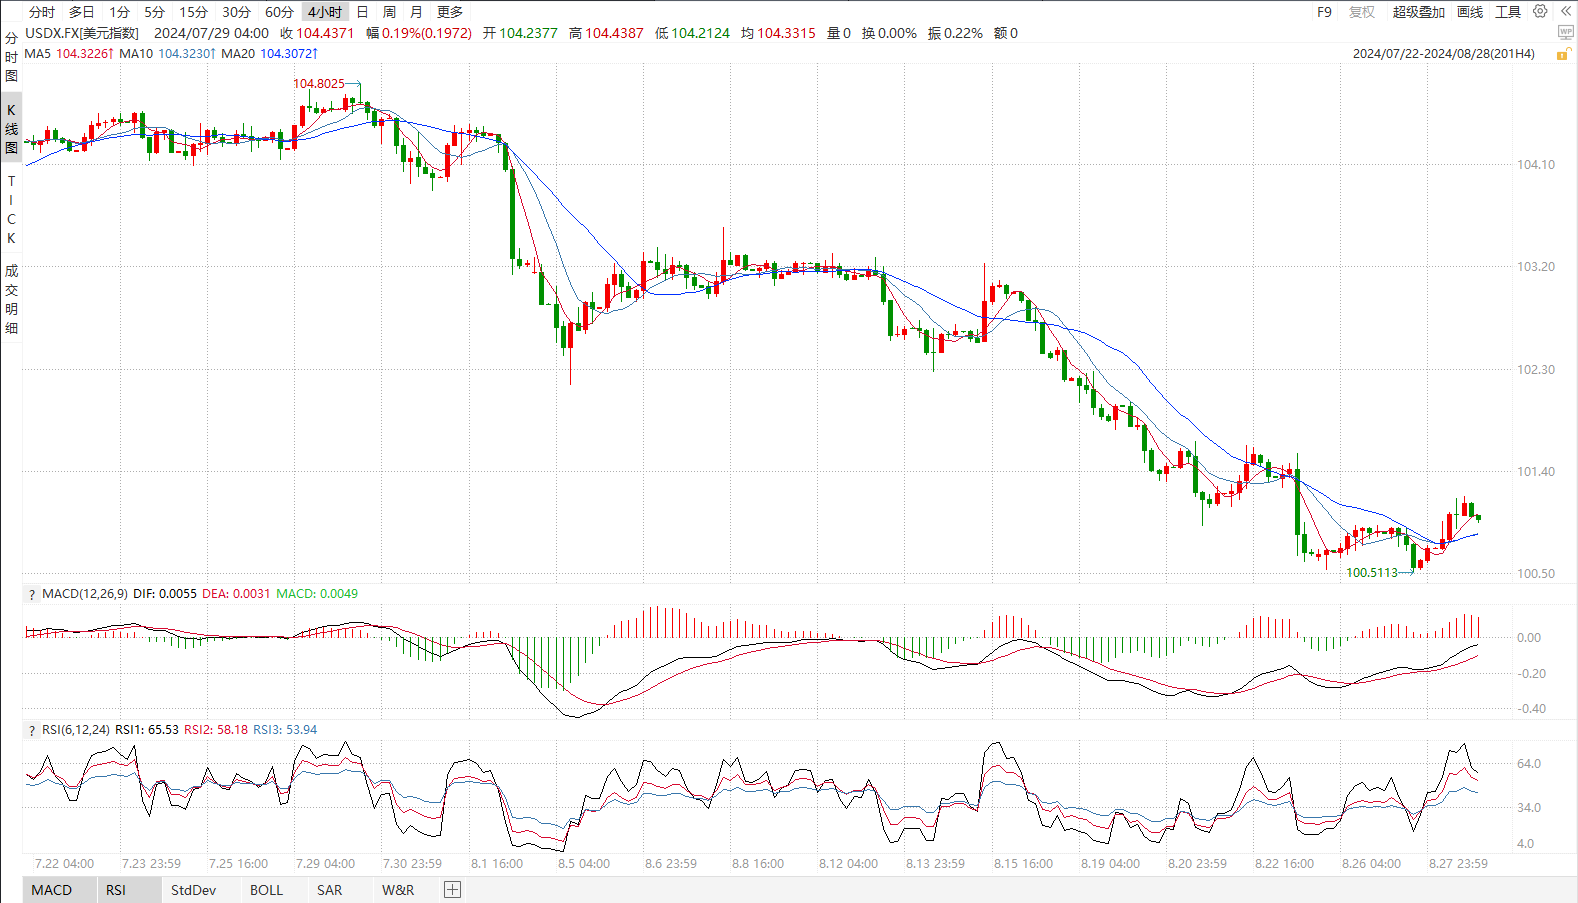 分时 多日 1分 5分 15分 30分 60分 4小时 日 周 月 更多 F9 复权 超级叠加 画线 工具
USDX.FX[美元指数] 2024/07/29 04:00 收 104.4371 幅 0.19%(0.1972) 开 104.2377 高 104.4387 低 104.2124 均 104.3315 量 0 换 0.00% 振 0.22% 额 0
WP
MA5 104.3226↑ MA10 104.3230↑ MA20 104.3072↑ 2024/07/22-2024/08/28(201H4)
分时图
K线图
TICK
成交明细
104.8025
104.10
103.20
102.30
101.40
100.50
100.5113
? MACD(12,26,9) DIF: 0.0055 DEA: 0.0031 MACD: 0.0049
0.00
-0.20
-0.40
? RSI(6,12,24) RSI1: 65.53 RSI2: 58.18 RSI3: 53.94
64.0
34.0
4.0
7.22 04:00 7.23 23:59 7.25 16:00 7.29 04:00 7.30 23:59 8.1 16:00 8.5 04:00 8.6 23:59 8.8 16:00 8.12 04:00 8.13 23:59 8.15 16:00 8.19 04:00 8.20 23:59 8.22 16:00 8.26 04:00 8.27 23:59
MACD RSI StdDev BOLL SAR W&R